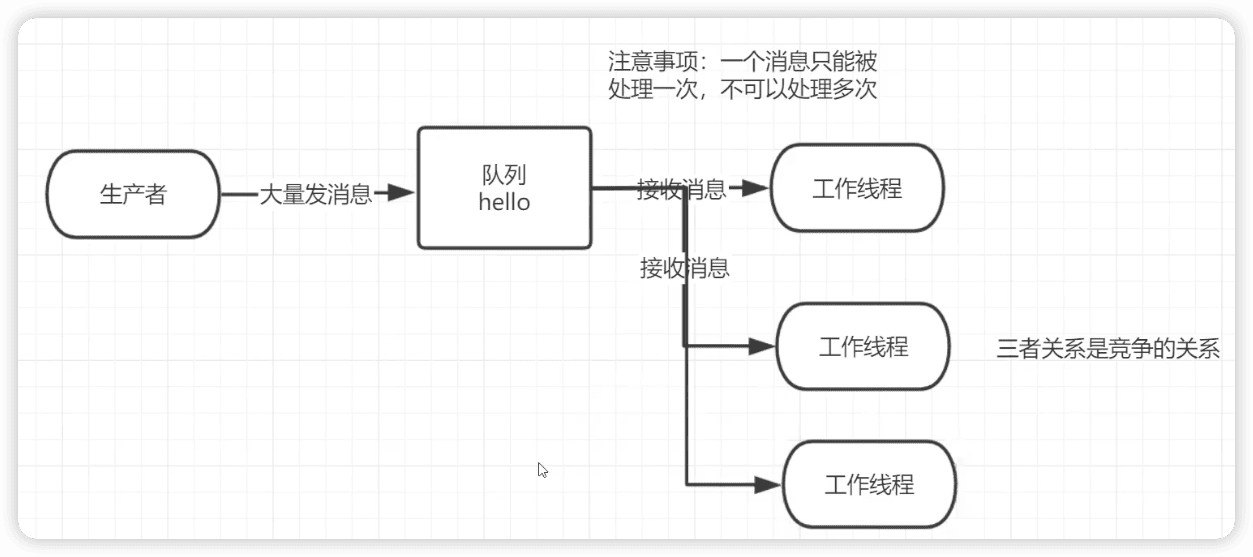 注意事项：一个消息只能被
处理一次，不可以处理多次
生产者
大量发消息
队列
hello
接收消息
工作线程
接收消息
工作线程
三者关系是竞争的关系
工作线程